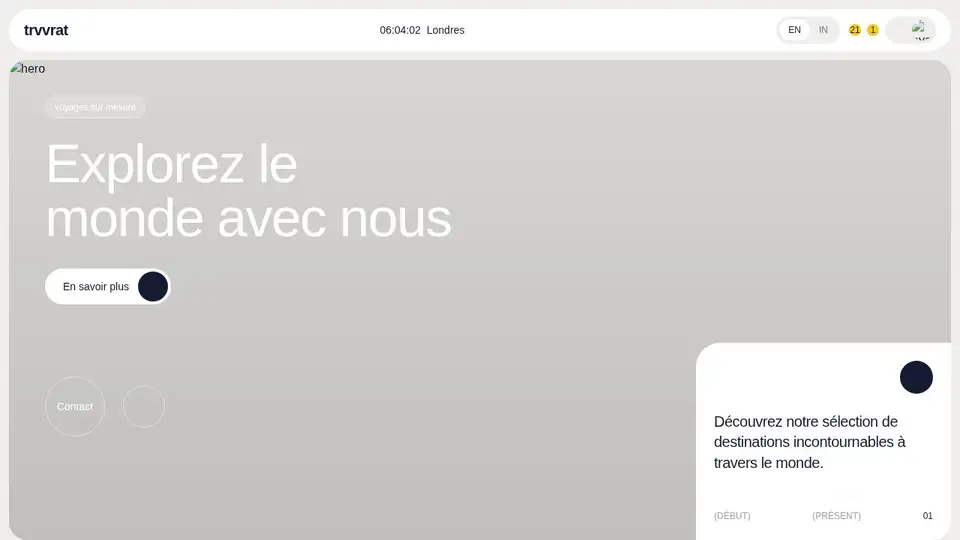 trvvrat
06:04:02 Londres
EN IN
21 1
hero
voyages sur mesure
Explorez le
monde avec nous
En savoir plus
Contact
Découvrez notre sélection de
destinations incontournables à
travers le monde.
(DÉBUT) (PRÉSENT) 01